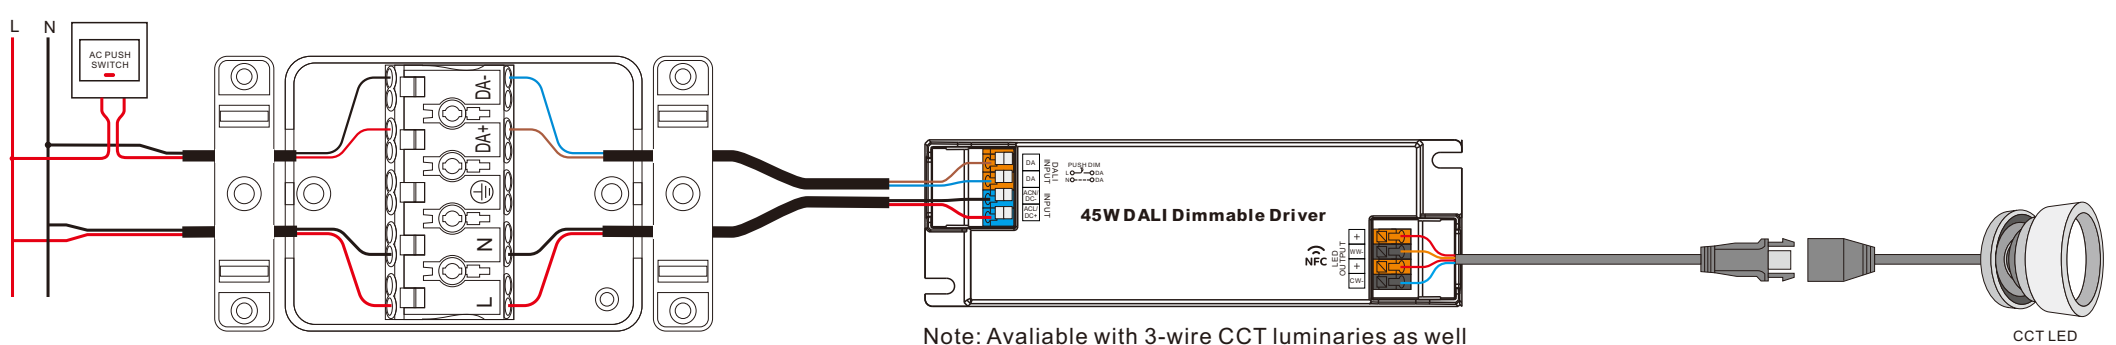 L N
AC PUSH
SWITCH
DA-
DA+
N
L
DA
DA
ACN/
DC-
ACL/
DC+
DALI
INPUT
INPUT
PUSH DIM
L DA
N DA
45W DALI Dimmable Driver
NFC
LED
OUTPUT
+
WW-
+
CW-
Note: Avaliable with 3-wire CCT luminaries as well
CCT LED